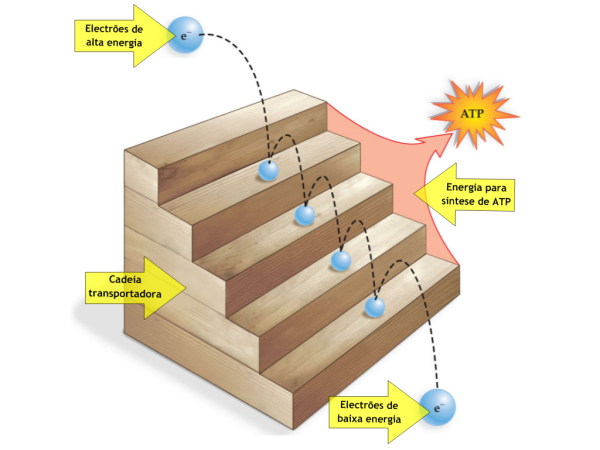 Electrões de
alta energia
e⁻
ATP
Energia para
síntese de ATP
Cadeia
transportadora
Electrões de
baixa energia
e⁻